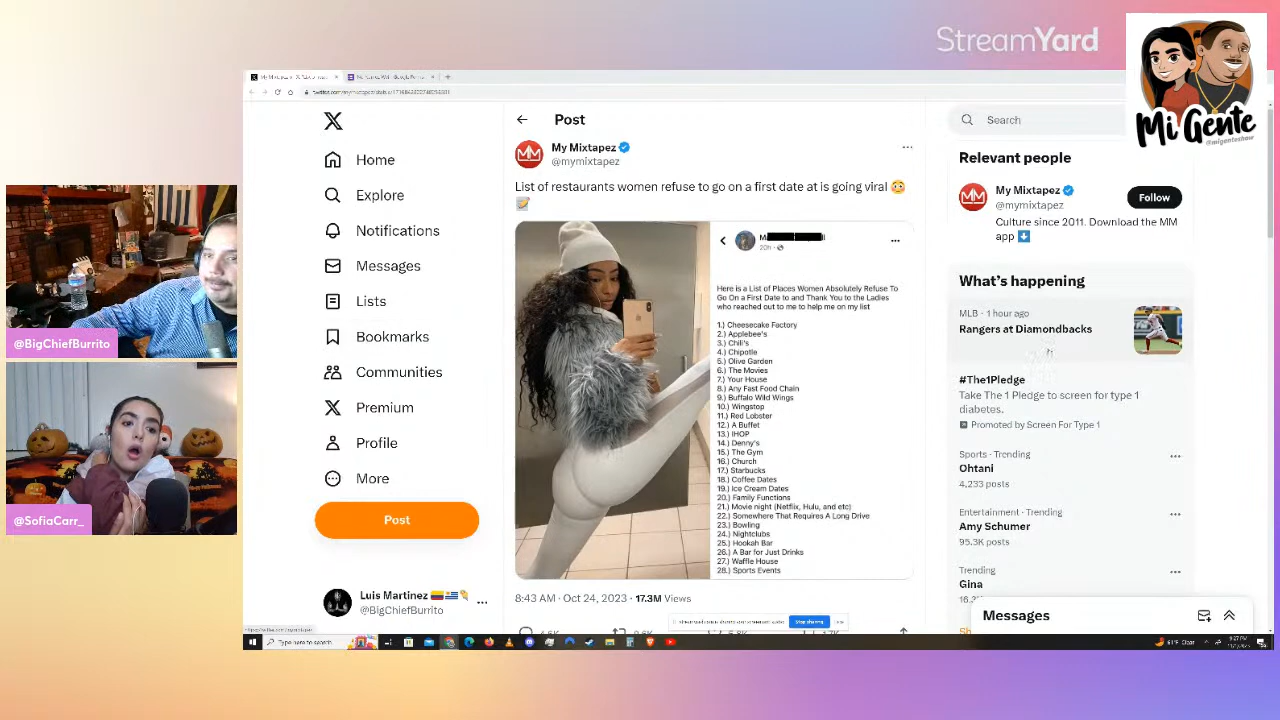 StreamYard
Mi Gente
@migenteshow
@BigChiefBurrito
@SofiaCarr_
Home
Explore
Notifications
Messages
Lists
Bookmarks
Communities
Premium
Profile
More
Post
Luis Martinez
@BigChiefBurrito
Post
My Mixtapez
@mymixtapez
List of restaurants women refuse to go on a first date at is going viral
20h
Here is a List of Places Women Absolutely Refuse To
Go On a First Date to and Thank You to the Ladies
who reached out to me to help me on my list
1.) Cheesecake Factory
2.) Applebee's
3.) Chili's
4.) Chipotle
5.) Olive Garden
6.) The Movies
7.) Your House
8.) Any Fast Food Chain
9.) Buffalo Wild Wings
10.) Wingstop
11.) Red Lobster
12.) A Buffet
13.) IHOP
14.) Denny's
15.) The Gym
16.) Church
17.) Starbucks
18.) Coffee Dates
19.) Ice Cream Dates
20.) Family Functions
21.) Movie night (Netflix, Hulu, and etc)
22.) Somewhere That Requires A Long Drive
23.) Bowling
24.) Nightclubs
25.) Hookah Bar
26.) A Bar for Just Drinks
27.) Waffle House
28.) Sports Events
8:43 AM · Oct 24, 2023 · 17.3M Views
Stop sharing
Search
Relevant people
My Mixtapez
@mymixtapez
Follow
Culture since 2011. Download the MM
app
What's happening
MLB · 1 hour ago
Rangers at Diamondbacks
#The1Pledge
Take The 1 Pledge to screen for type 1
diabetes.
Promoted by Screen For Type 1
Sports · Trending
Ohtani
4,233 posts
Entertainment · Trending
Amy Schumer
95.3K posts
Trending
Gina
Messages
Type here to search
61°F Clear